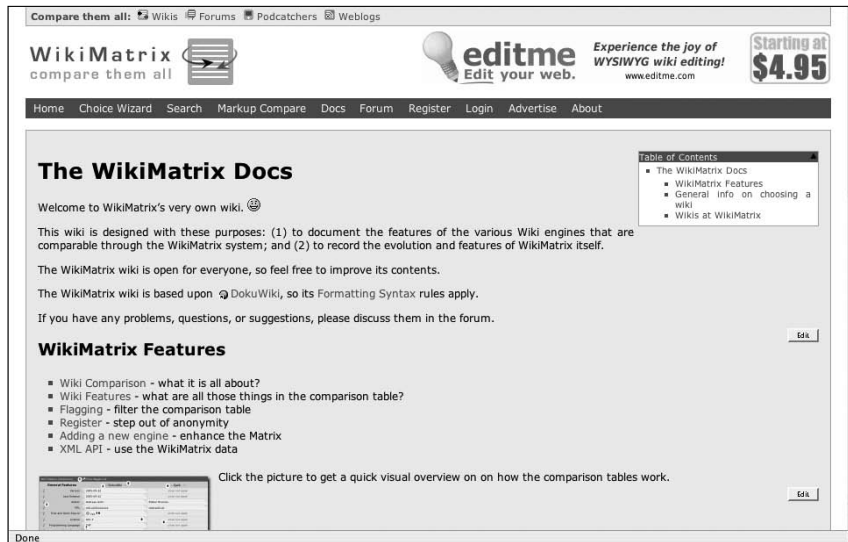 Compare them all: Wikis Forums Podcatchers Weblogs
WikiMatrix
compare them all
editme
Edit your web.
Experience the joy of
WYSIWYG wiki editing!
www.editme.com
Starting at
$4.95
Home Choice Wizard Search Markup Compare Docs Forum Register Login Advertise About
The WikiMatrix Docs
Table of Contents
The WikiMatrix Docs
WikiMatrix Features
General info on choosing a
wiki
Wikis at WikiMatrix
Welcome to WikiMatrix's very own wiki.
This wiki is designed with these purposes: (1) to document the features of the various Wiki engines that are
comparable through the WikiMatrix system; and (2) to record the evolution and features of WikiMatrix itself.
The WikiMatrix wiki is open for everyone, so feel free to improve its contents.
The WikiMatrix wiki is based upon DokuWiki, so its Formatting Syntax rules apply.
If you have any problems, questions, or suggestions, please discuss them in the forum.
Edit
WikiMatrix Features
Wiki Comparison - what it is all about?
Wiki Features - what are all those things in the comparison table?
Flagging - filter the comparison table
Register - step out of anonymity
Adding a new engine - enhance the Matrix
XML API - use the WikiMatrix data
Click the picture to get a quick visual overview on on how the comparison tables work.
Edit
Done